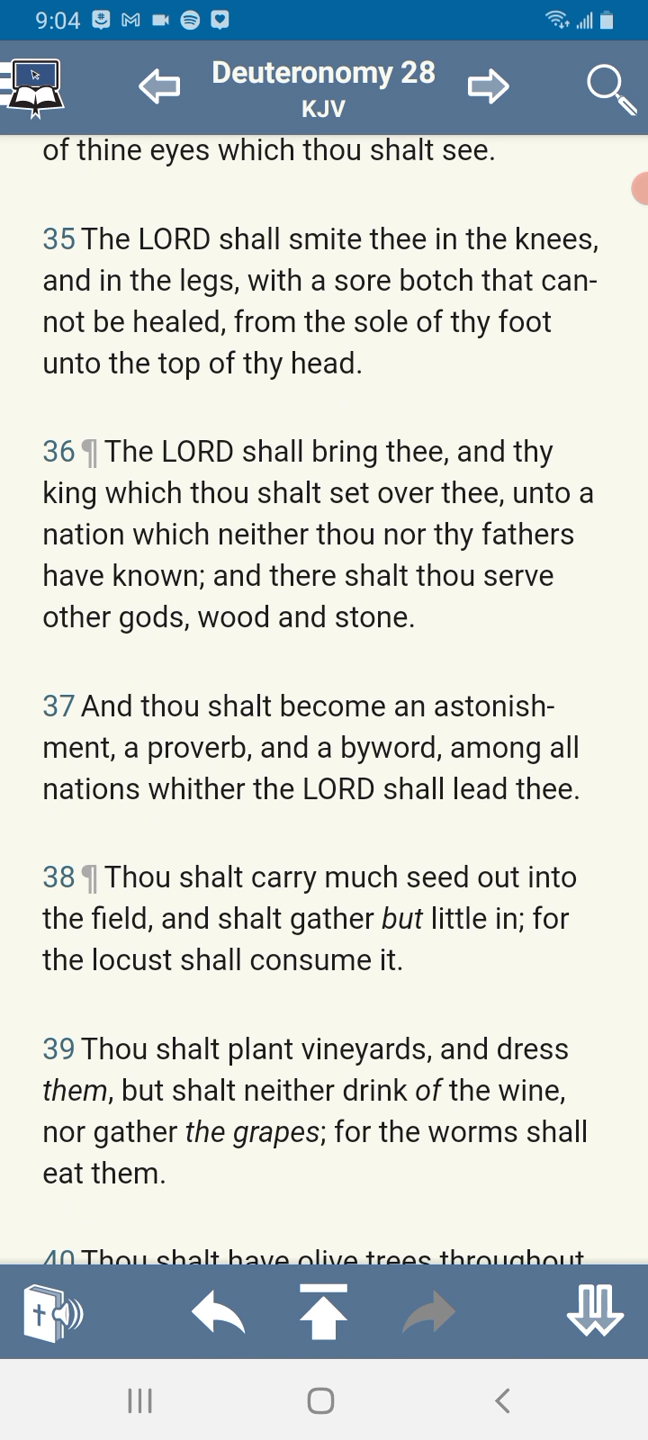 9:04
Deuteronomy 28
KJV
of thine eyes which thou shalt see.
35 The LORD shall smite thee in the knees,
and in the legs, with a sore botch that can-
not be healed, from the sole of thy foot
unto the top of thy head.
36 ¶ The LORD shall bring thee, and thy
king which thou shalt set over thee, unto a
nation which neither thou nor thy fathers
have known; and there shalt thou serve
other gods, wood and stone.
37 And thou shalt become an astonish-
ment, a proverb, and a byword, among all
nations whither the LORD shall lead thee.
38 ¶ Thou shalt carry much seed out into
the field, and shalt gather but little in; for
the locust shall consume it.
39 Thou shalt plant vineyards, and dress
them, but shalt neither drink of the wine,
nor gather the grapes; for the worms shall
eat them.
40 Thou shalt have olive trees throughout